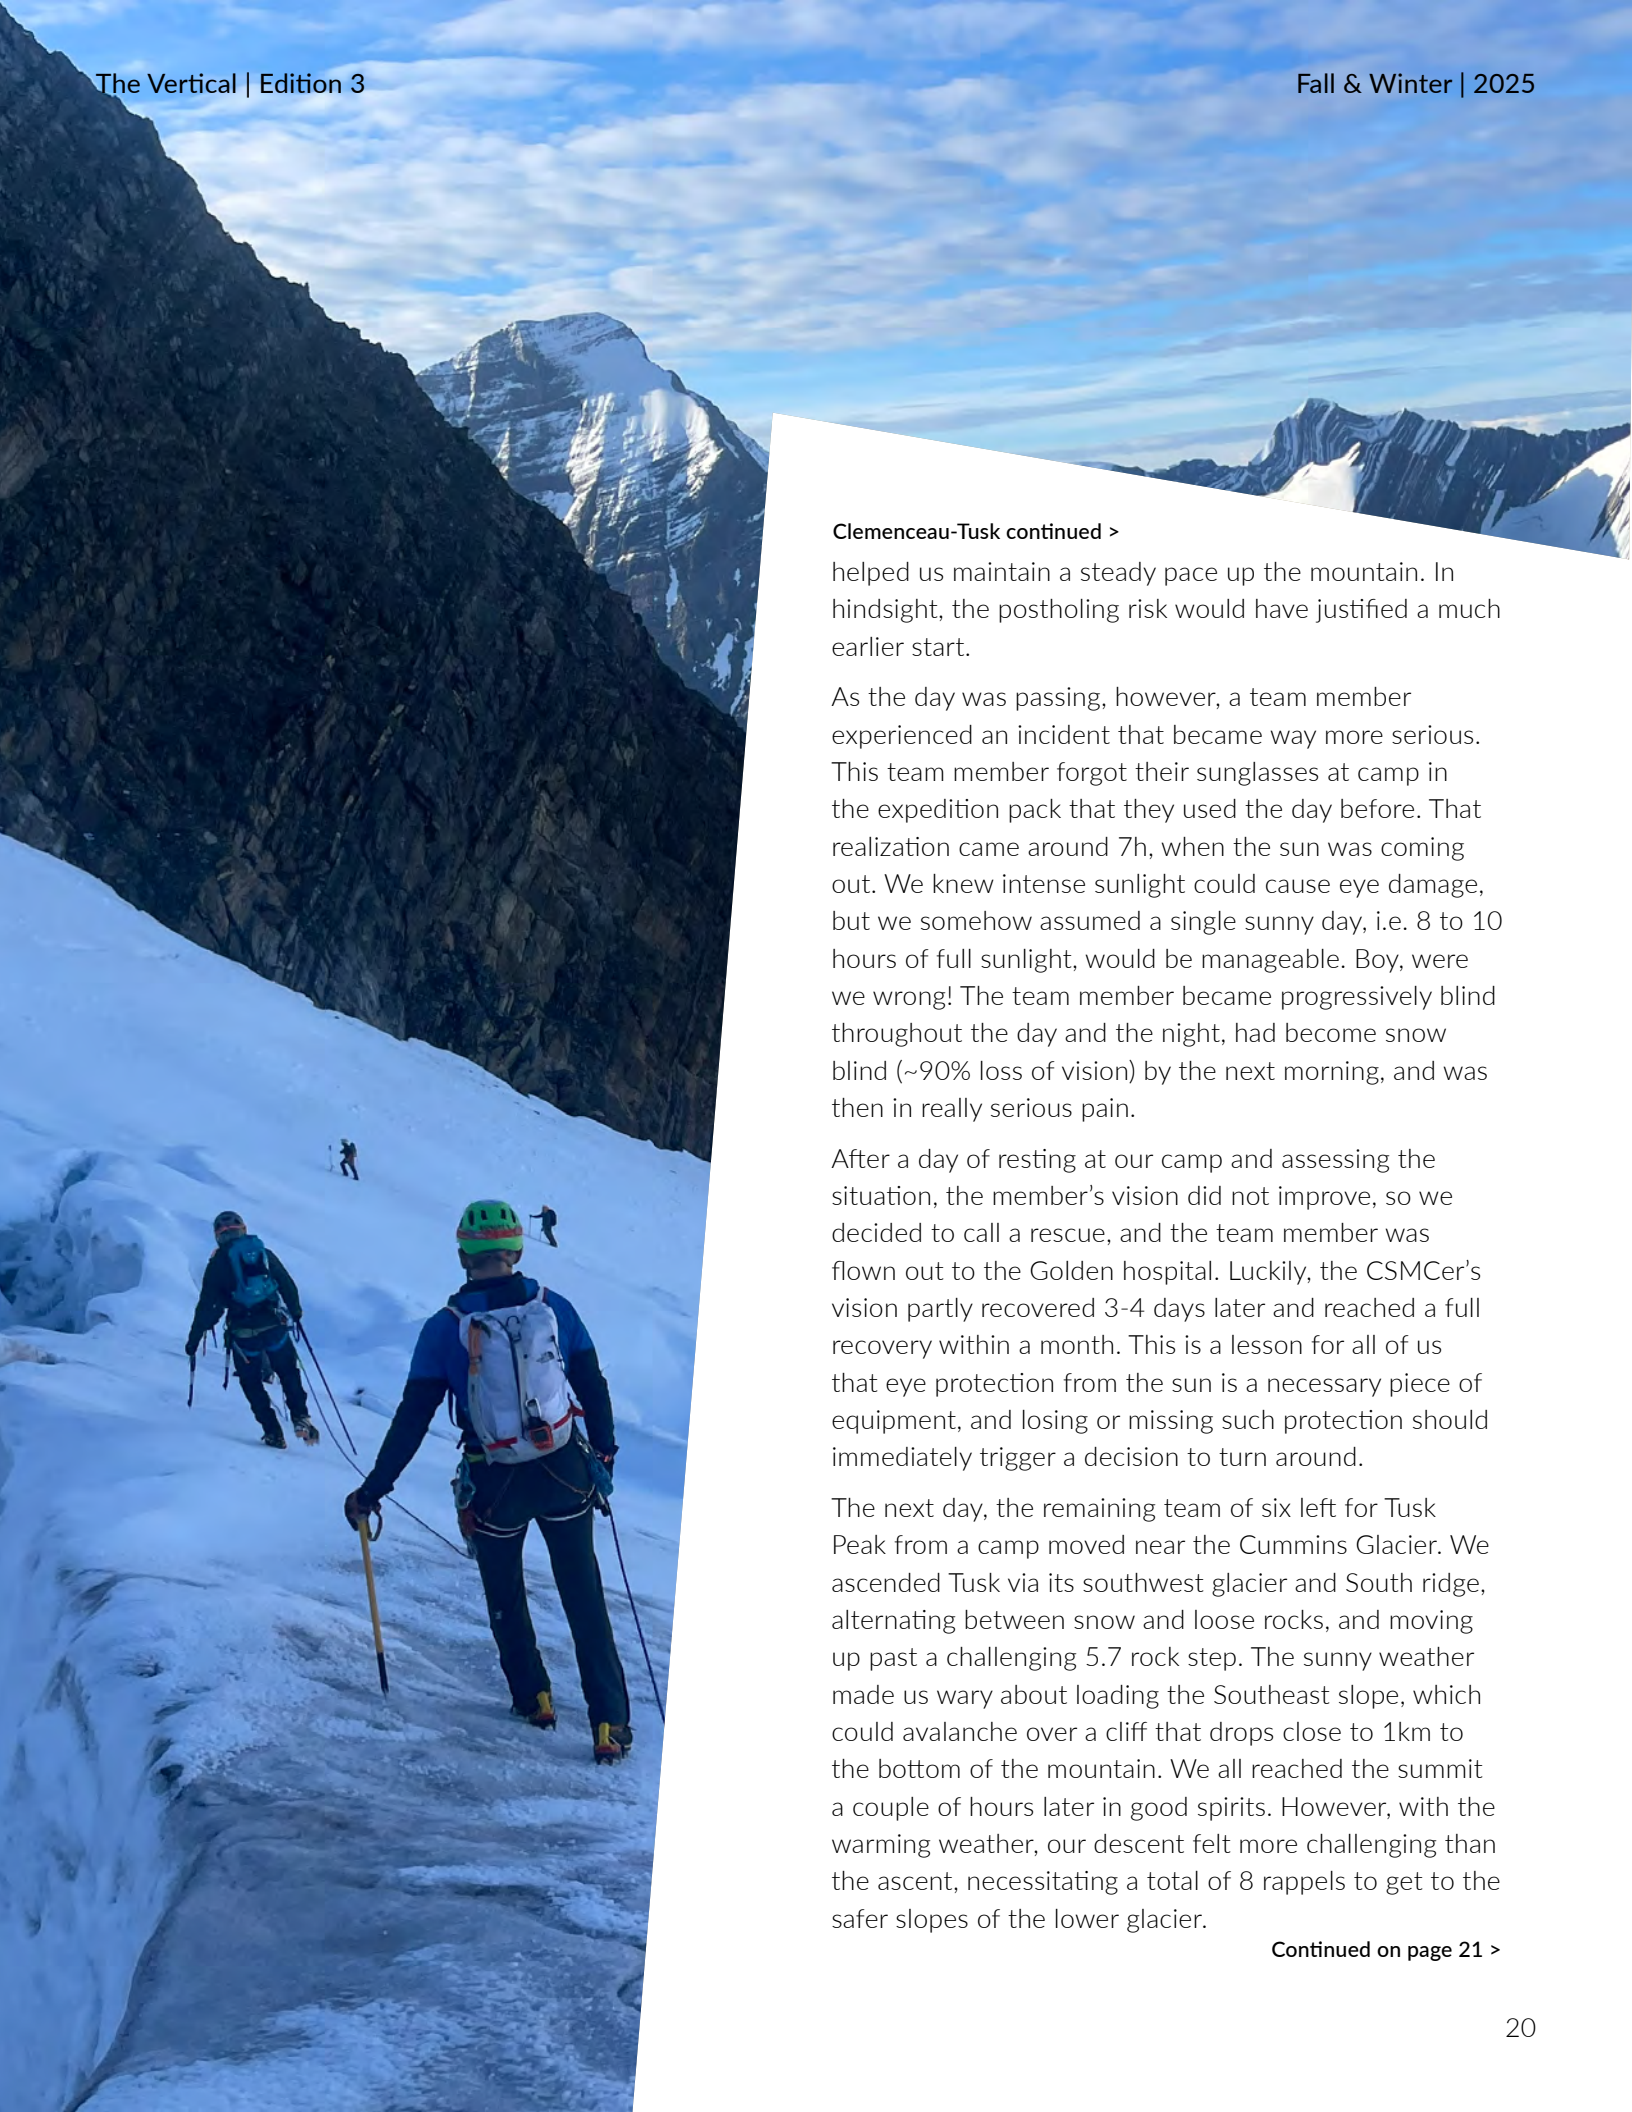 The Vertical | Edition 3
Fall & Winter | 2025
Clemenceau-Tusk continued >
helped us maintain a steady pace up the mountain. In
hindsight, the postholing risk would have justified a much
earlier start.
As the day was passing, however, a team member
experienced an incident that became way more serious.
This team member forgot their sunglasses at camp in
the expedition pack that they used the day before. That
realization came around 7h, when the sun was coming
out. We knew intense sunlight could cause eye damage,
but we somehow assumed a single sunny day, i.e. 8 to 10
hours of full sunlight, would be manageable. Boy, were
we wrong! The team member became progressively blind
throughout the day and the night, had become snow
blind (~90% loss of vision) by the next morning, and was
then in really serious pain.
After a day of resting at our camp and assessing the
situation, the member’s vision did not improve, so we
decided to call a rescue, and the team member was
flown out to the Golden hospital. Luckily, the CSMCer’s
vision partly recovered 3-4 days later and reached a full
recovery within a month. This is a lesson for all of us
that eye protection from the sun is a necessary piece of
equipment, and losing or missing such protection should
immediately trigger a decision to turn around.
The next day, the remaining team of six left for Tusk
Peak from a camp moved near the Cummins Glacier. We
ascended Tusk via its southwest glacier and South ridge,
alternating between snow and loose rocks, and moving
up past a challenging 5.7 rock step. The sunny weather
made us wary about loading the Southeast slope, which
could avalanche over a cliff that drops close to 1km to
the bottom of the mountain. We all reached the summit
a couple of hours later in good spirits. However, with the
warming weather, our descent felt more challenging than
the ascent, necessitating a total of 8 rappels to get to the
safer slopes of the lower glacier.
Continued on page 21 >
20